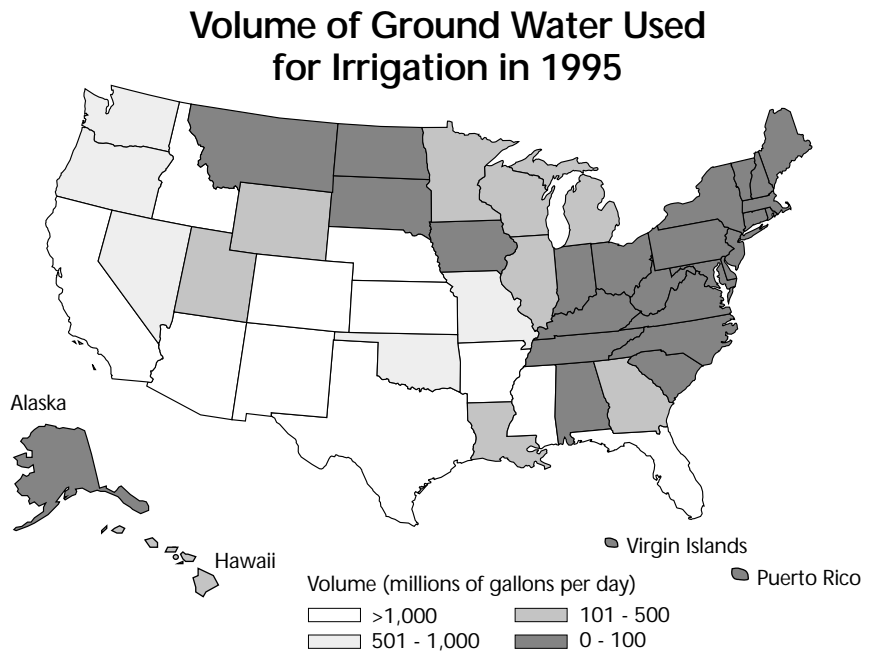 Volume of Ground Water Used
for Irrigation in 1995
Alaska
Hawaii
Virgin Islands
Puerto Rico
Volume (millions of gallons per day)
>1,000
101 - 500
501 - 1,000
0 - 100